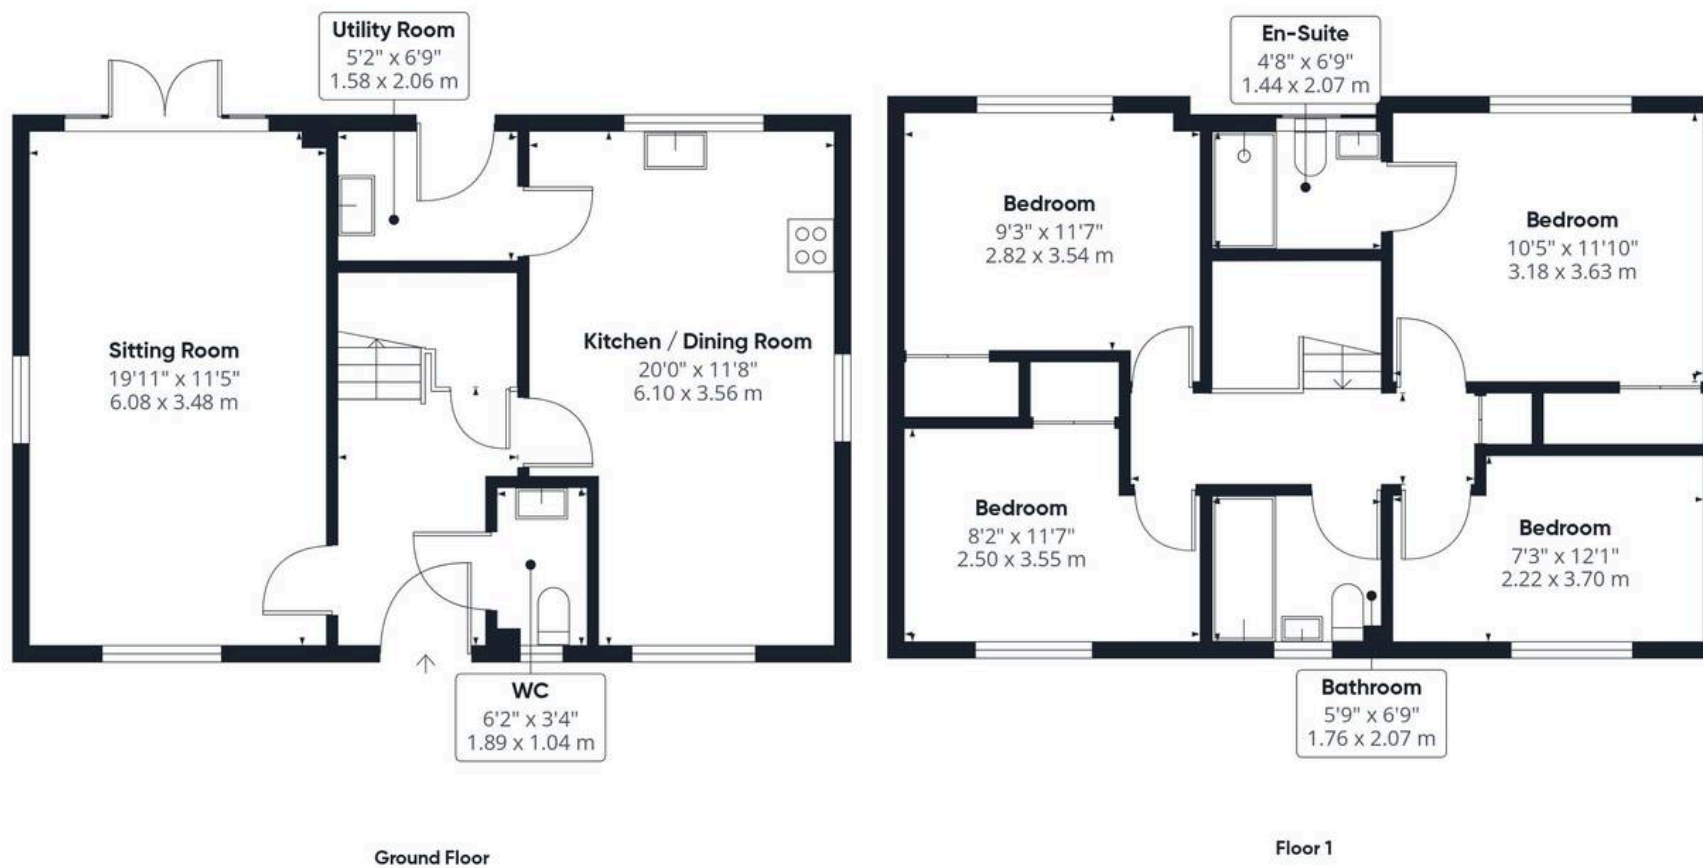 Utility Room
5'2" x 6'9"
1.58 x 2.06 m
Sitting Room
19'11" x 11'5"
6.08 x 3.48 m
Kitchen / Dining Room
20'0" x 11'8"
6.10 x 3.56 m
WC
6'2" x 3'4"
1.89 x 1.04 m
Ground Floor
En-Suite
4'8" x 6'9"
1.44 x 2.07 m
Bedroom
9'3" x 11'7"
2.82 x 3.54 m
Bedroom
10'5" x 11'10"
3.18 x 3.63 m
Bedroom
8'2" x 11'7"
2.50 x 3.55 m
Bedroom
7'3" x 12'1"
2.22 x 3.70 m
Bathroom
5'9" x 6'9"
1.76 x 2.07 m
Floor 1